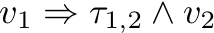 v₁ ⇒ τ₁,₂ ∧ v₂